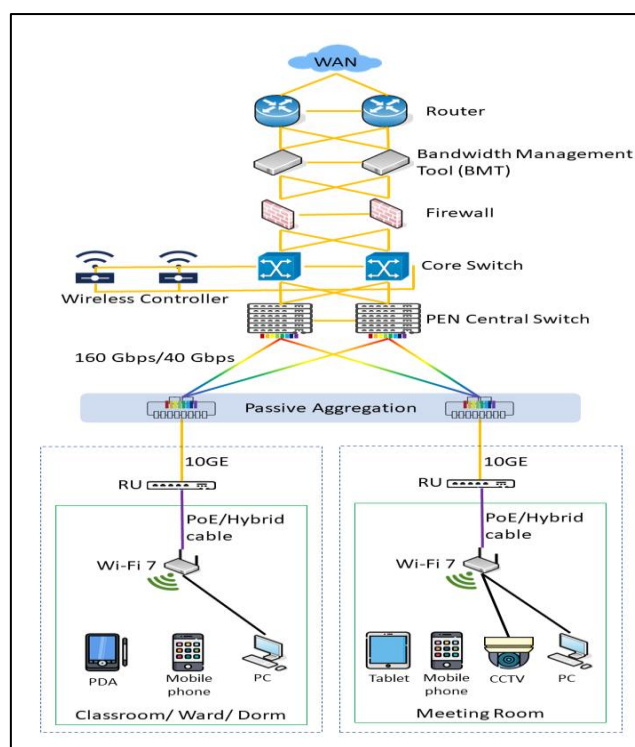 WAN
Router
Bandwidth Management
Tool (BMT)
Firewall
Core Switch
Wireless Controller
PEN Central Switch
160 Gbps/40 Gbps
Passive Aggregation
10GE
RU
PoE/Hybrid
cable
Wi-Fi 7
PDA
Mobile
phone
PC
Classroom/ Ward/ Dorm
10GE
RU
PoE/Hybrid
cable
Wi-Fi 7
Tablet
Mobile
phone
CCTV
PC
Meeting Room